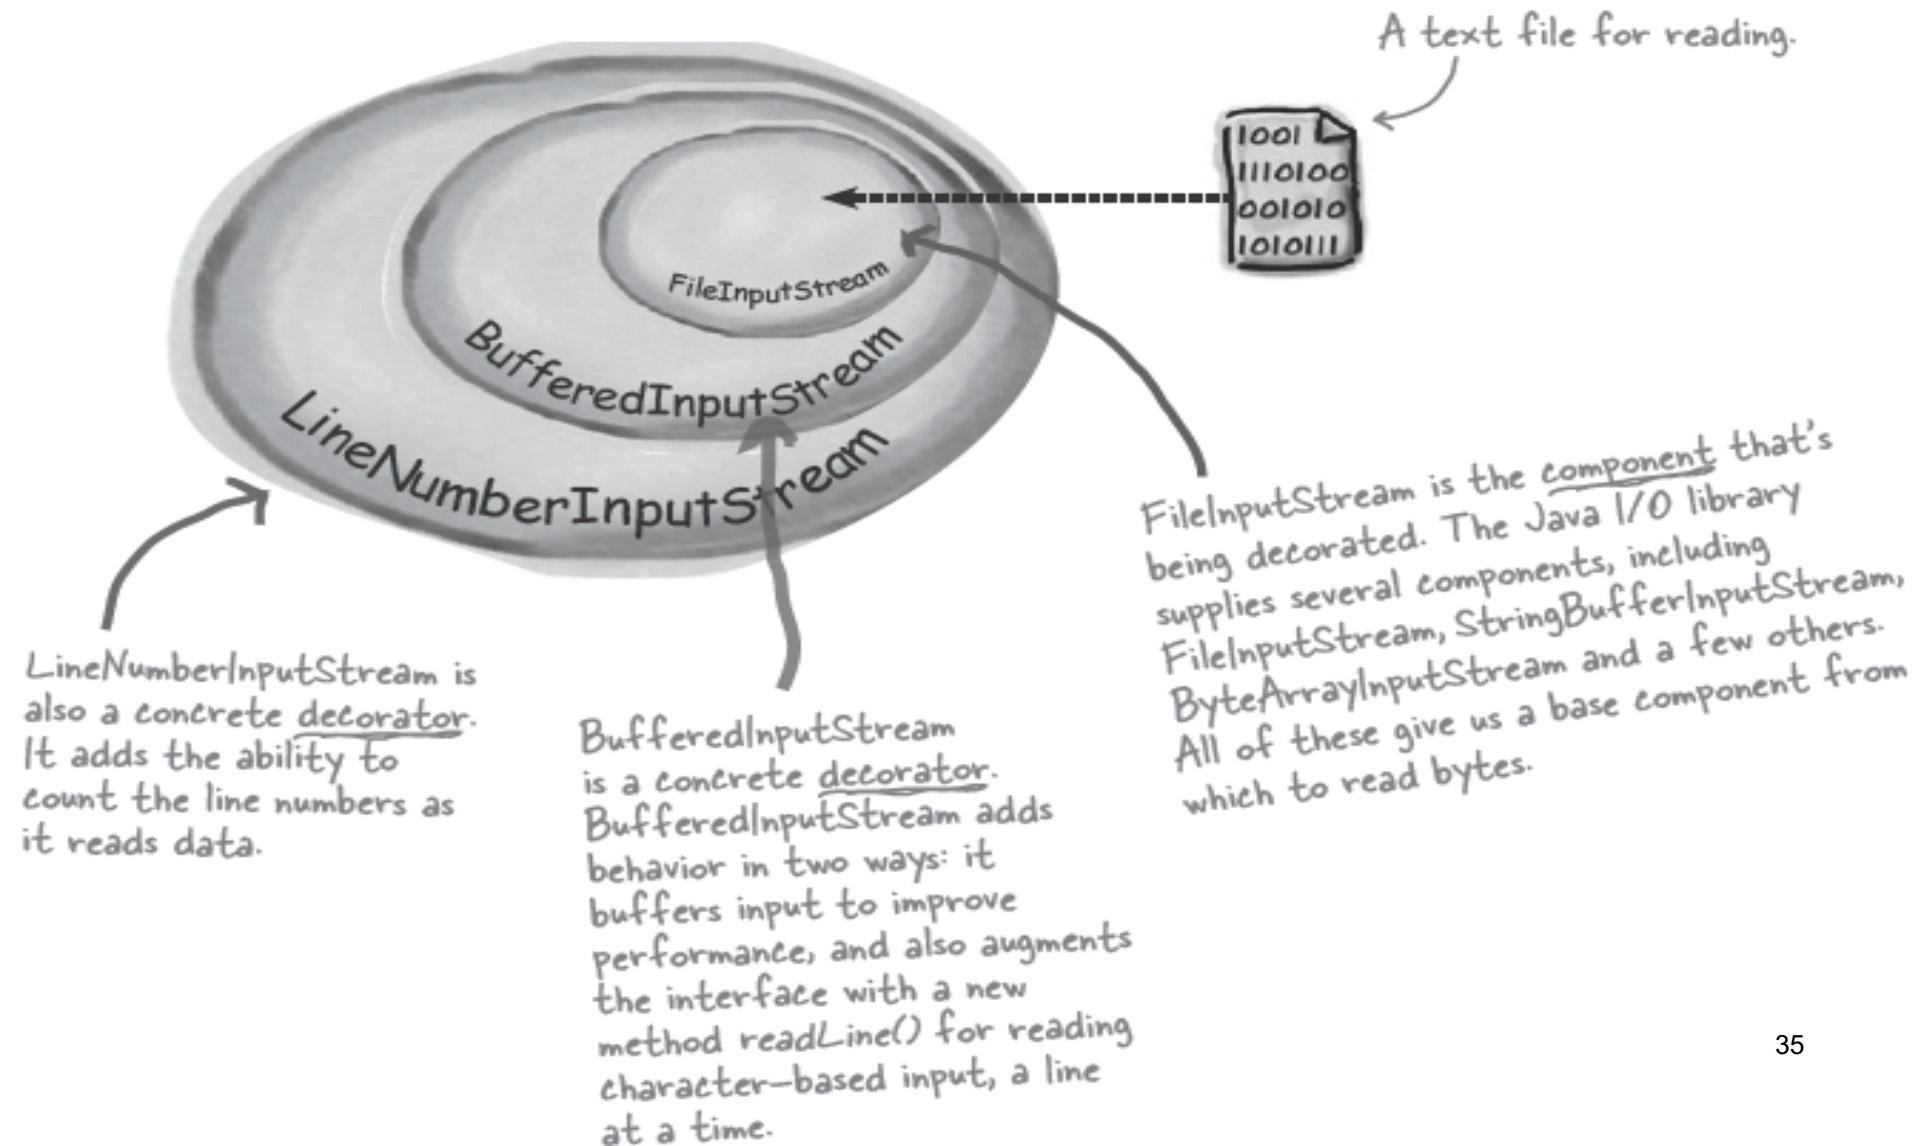 A text file for reading.
1001
1110100
001010
1010111
FileInputStream
BufferedInputStream
LineNumberInputStream
LineNumberInputStream is
also a concrete decorator.
It adds the ability to
count the line numbers as
it reads data.
BufferedInputStream
is a concrete decorator.
BufferedInputStream adds
behavior in two ways: it
buffers input to improve
performance, and also augments
the interface with a new
method readLine() for reading
character-based input, a line
at a time.
FileInputStream is the component that's
being decorated. The Java I/O library
supplies several components, including
FileInputStream, StringBufferInputStream,
ByteArrayInputStream and a few others.
All of these give us a base component from
which to read bytes.
35